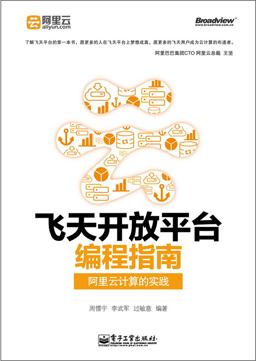 阿里云
aliyun.com
Broadview®
了解飞天平台的第一本书。愿更多的人在飞天平台上梦想成真。愿更多的飞天用户成为云计算的布道者。
阿里巴巴集团CTO 阿里云总裁 王坚
飞天开放平台
编程指南
阿里云计算的实践
周憬宇 李武军 过敏意 编著
电子工业出版社